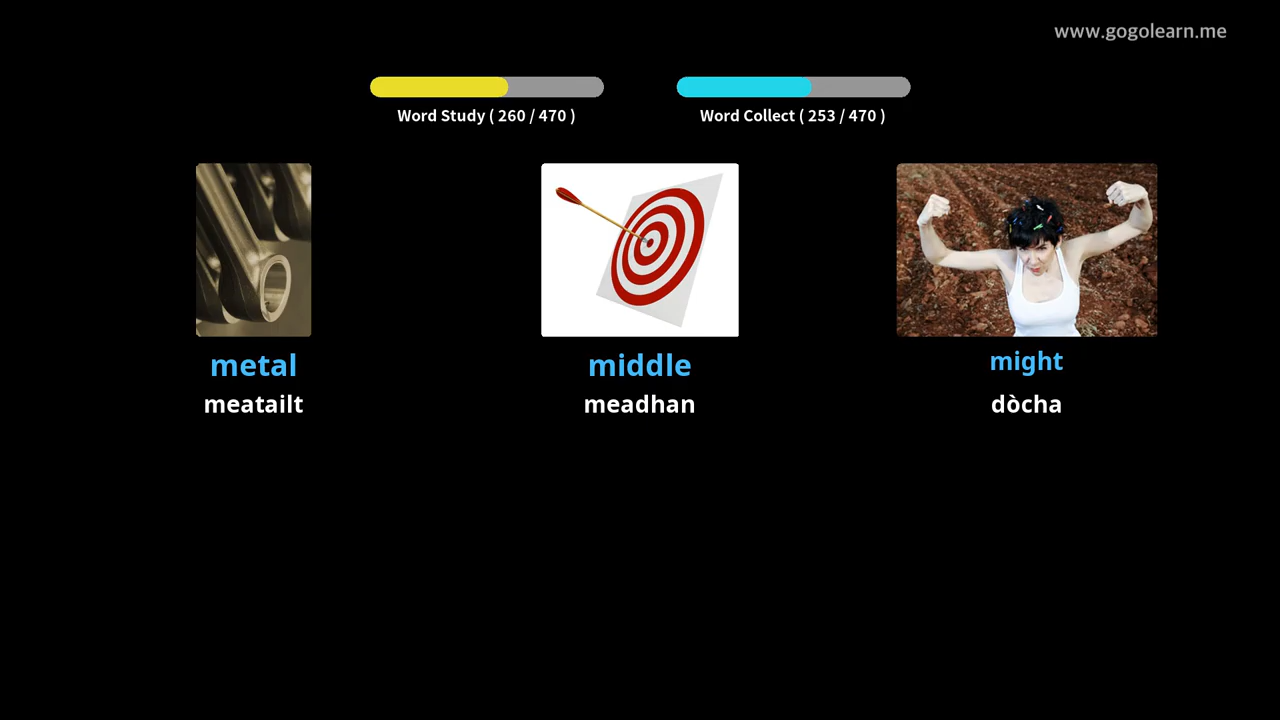 www.gogolearn.me
Word Study ( 260 / 470 )
Word Collect ( 253 / 470 )
metal
middle
might
meatailt
meadhan
dòcha